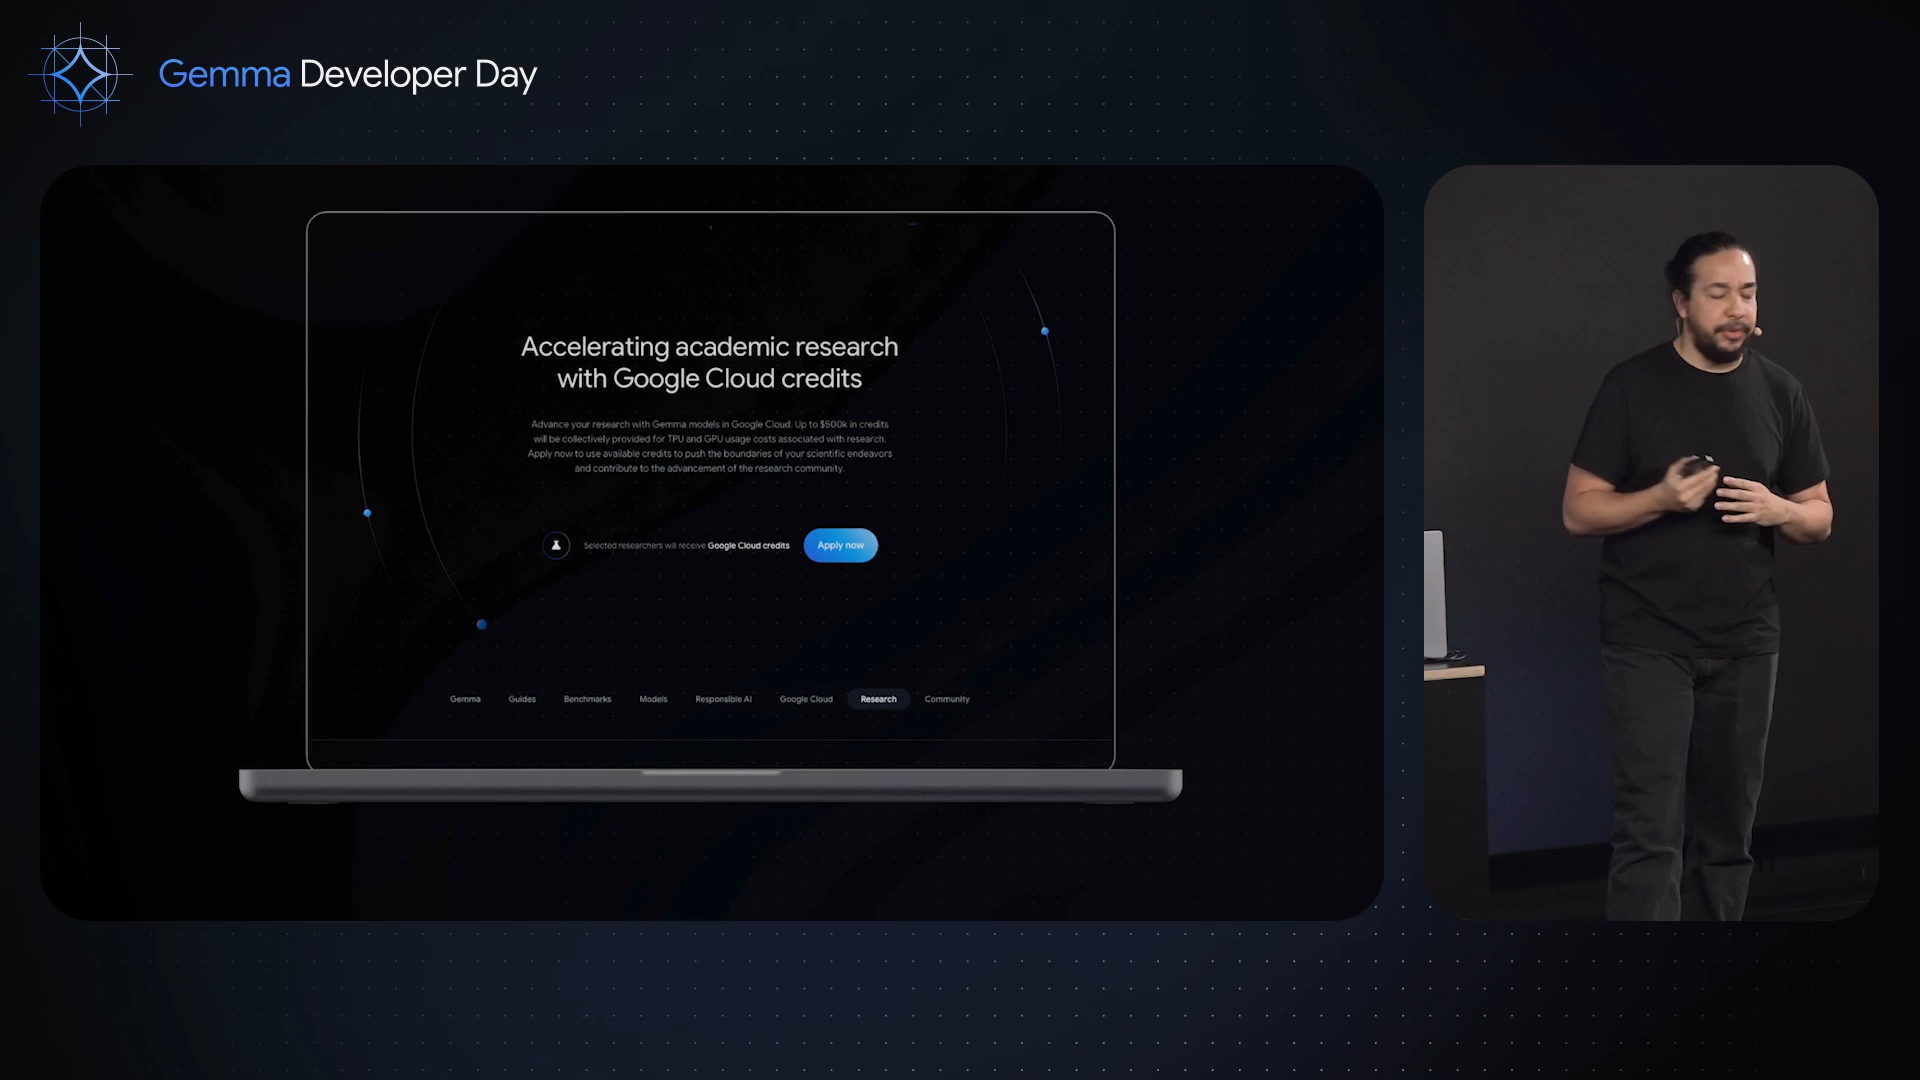 Gemma Developer Day
Accelerating academic research
with Google Cloud credits
Advance your research with Gemma models in Google Cloud. Up to $500k in credits
will be collectively provided for TPU and GPU usage costs associated with research.
Apply now to use available credits to push the boundaries of your scientific endeavors
and contribute to the advancement of the research community.
Selected researchers will receive Google Cloud credits Apply now
Gemma Guides Benchmarks Models Responsible AI Google Cloud Research Community